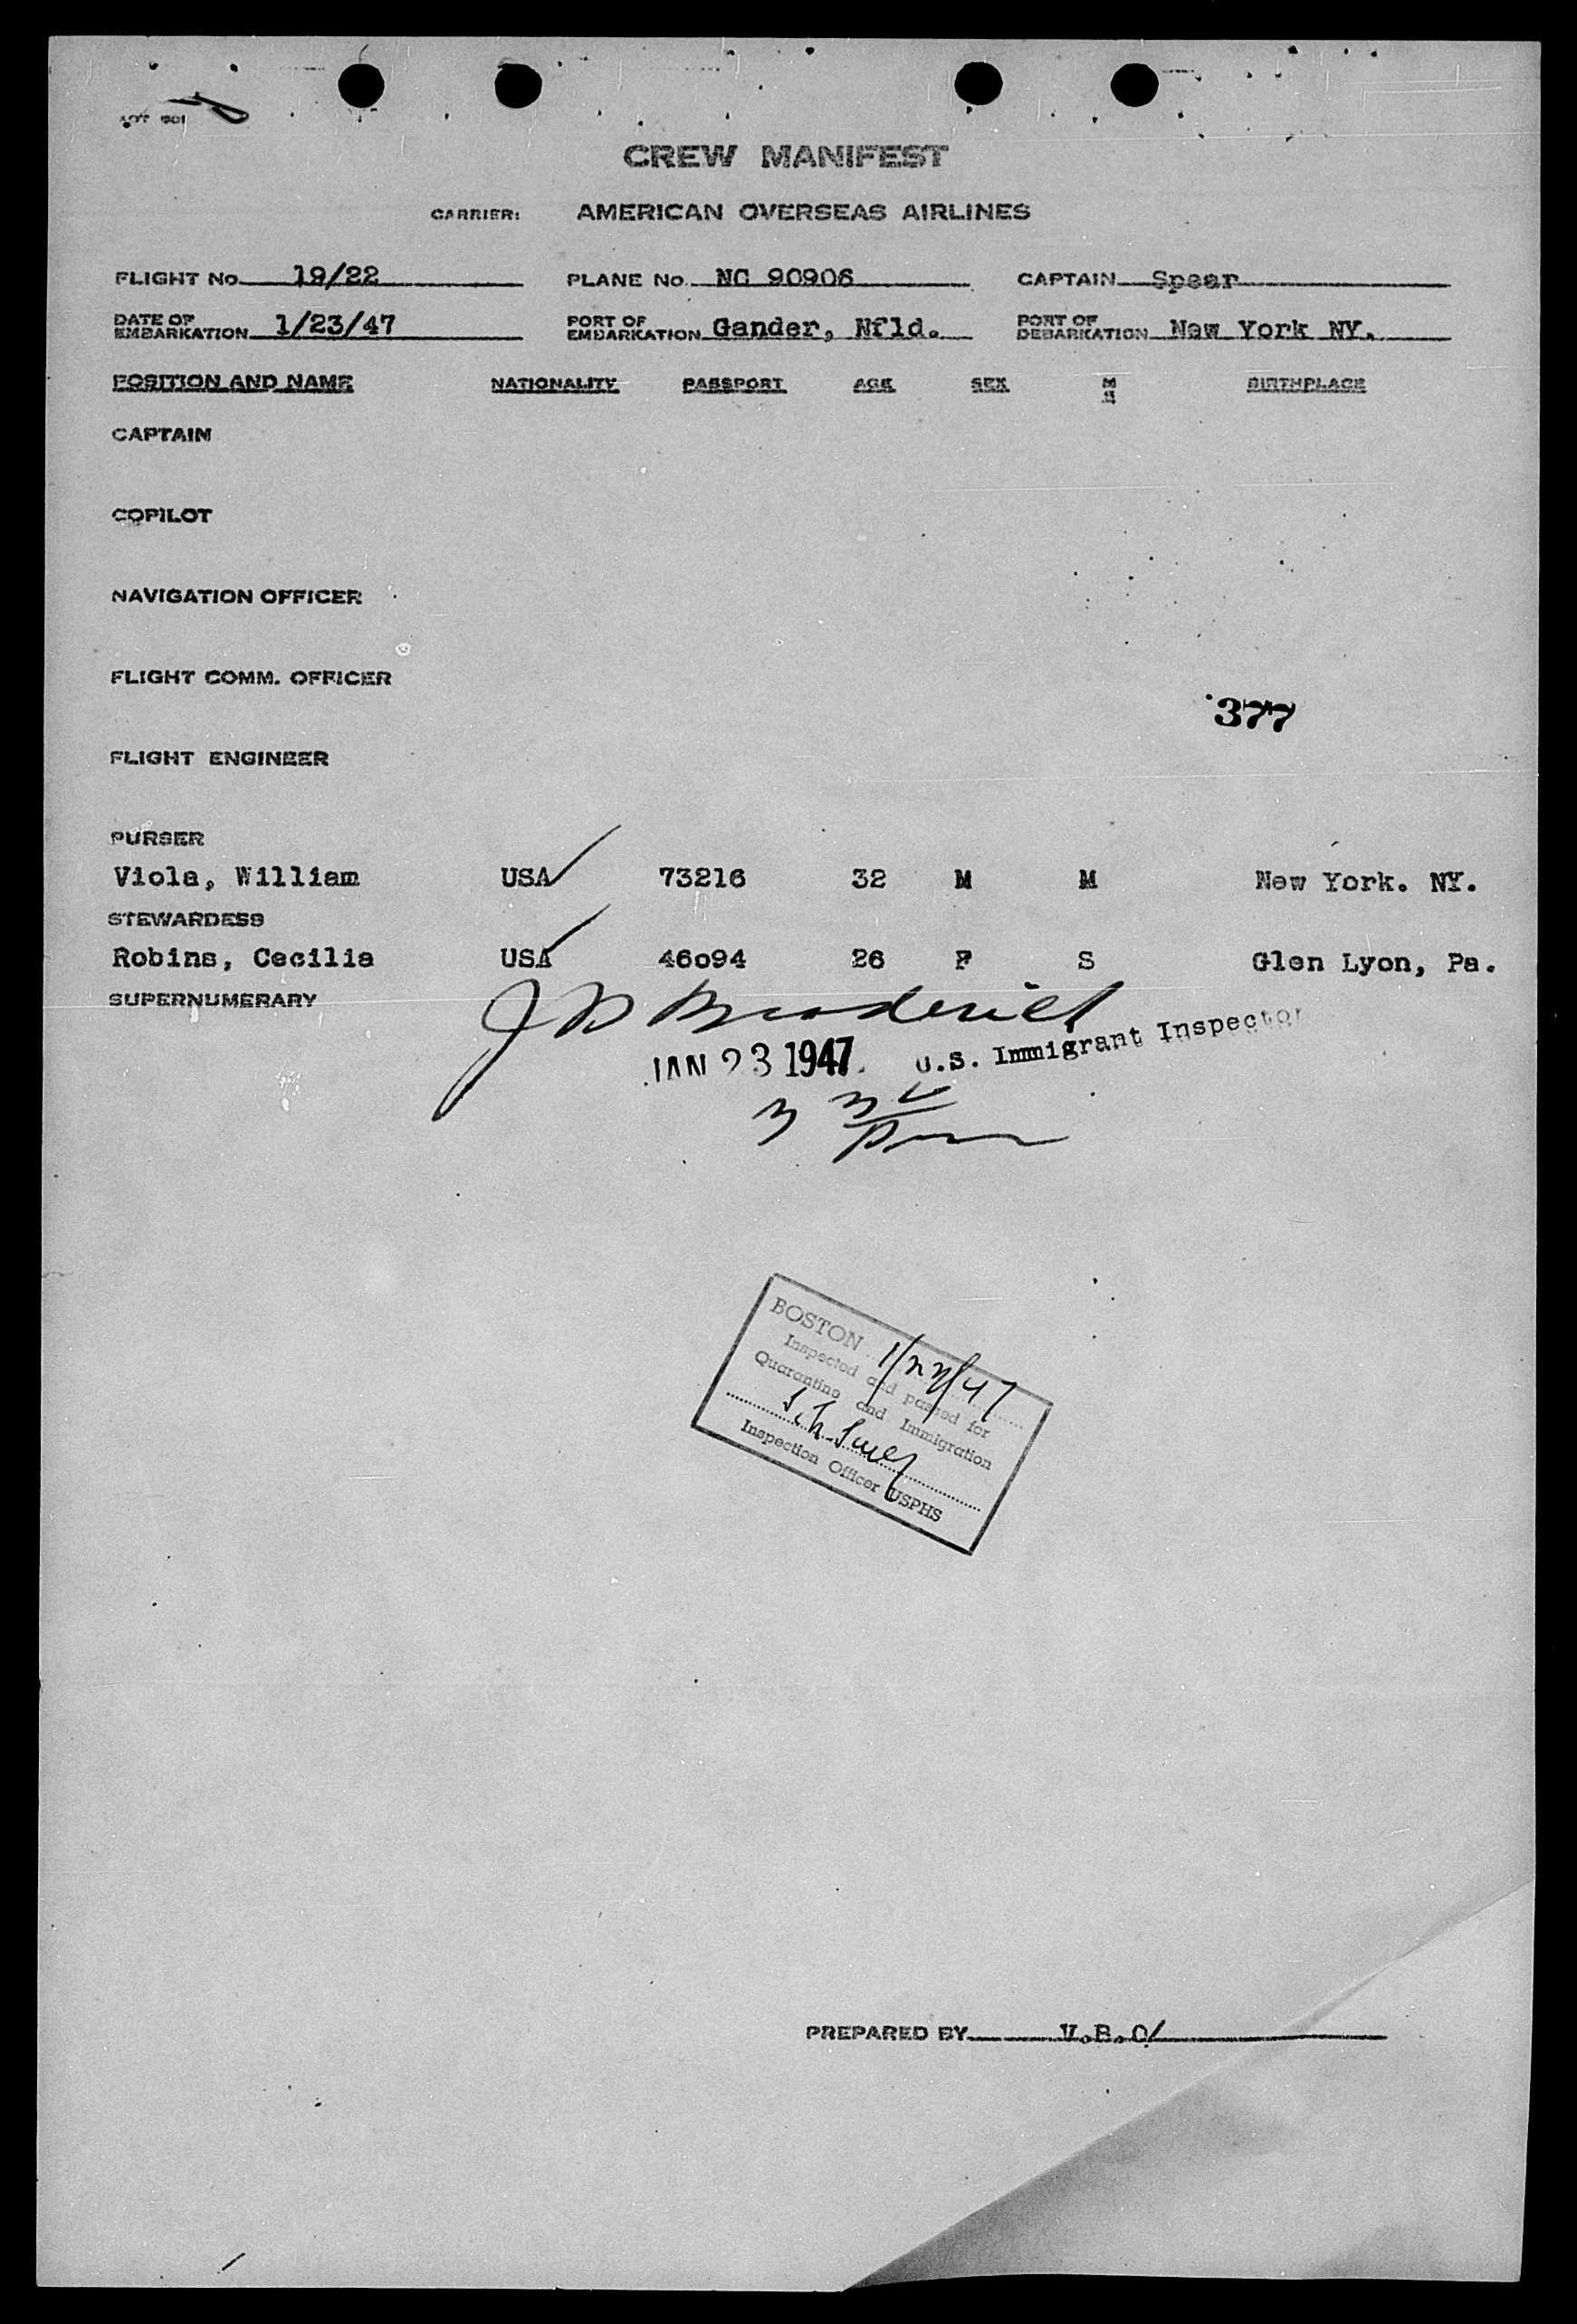 CREW MANIFEST
CARRIER: AMERICAN OVERSEAS AIRLINES
FLIGHT No. 19/22 PLANE No. NC 90906 CAPTAIN Spear
DATE OF EMBARKATION 1/23/47 PORT OF EMBARKATION Gander, Nfld. PORT OF DEBARKATION New York NY.
POSITION AND NAME NATIONALITY PASSPORT AGE SEX M S BIRTHPLACE
CAPTAIN
COPILOT
NAVIGATION OFFICER
FLIGHT COMM. OFFICER
377
FLIGHT ENGINEER
PURSER
Viola, William USA 73216 32 M M New York. NY.
STEWARDESS
Robins, Cecilia USA 46094 26 F S Glen Lyon, Pa.
SUPERNUMERARY
J D Broderick
JAN 23 1947 U.S. Immigrant Inspector
BOSTON 1/23/47
Inspected and passed for
Quarantine and Immigration
Inspection Officer USPHS
PREPARED BY V.B.O/